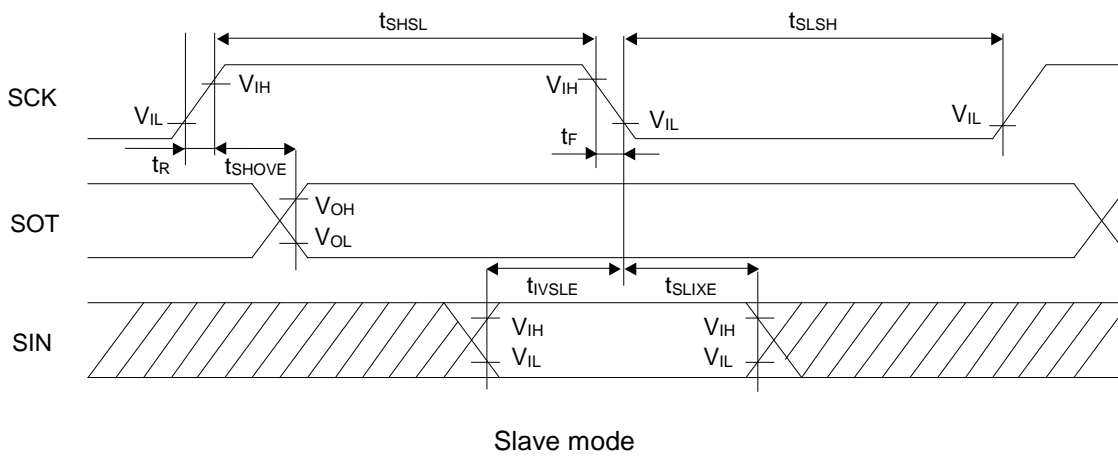 tSHSL tSLSH
SCK VIH VIH
VIL VIL VIL
tR tSHOVE tF
SOT VOH
VOL
tIVSLE tSLIXE
SIN VIH VIH
VIL VIL
Slave mode